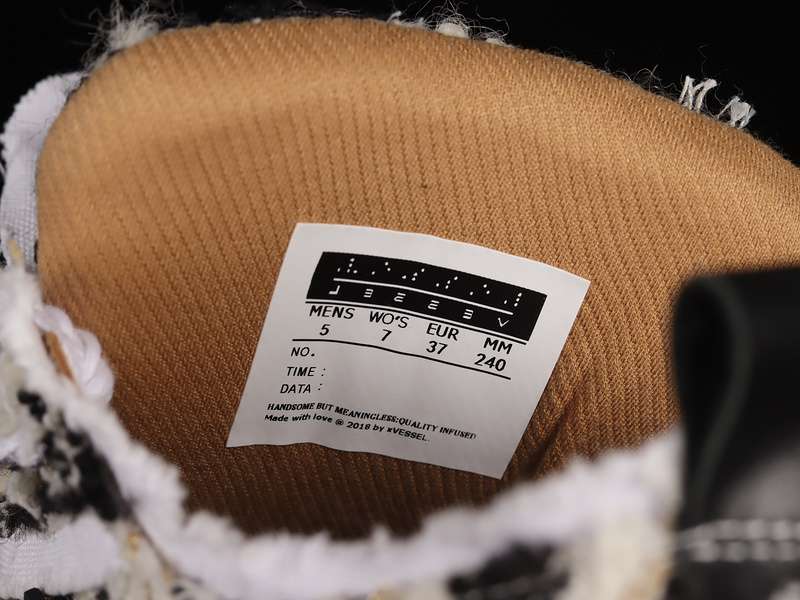 MENS WO'S EUR MM
5 7 37 240
NO.
TIME :
DATA :
HANDSOME BUT MEANINGLESS:QUALITY INFUSED
Made with love @ 2018 by xVESSEL.